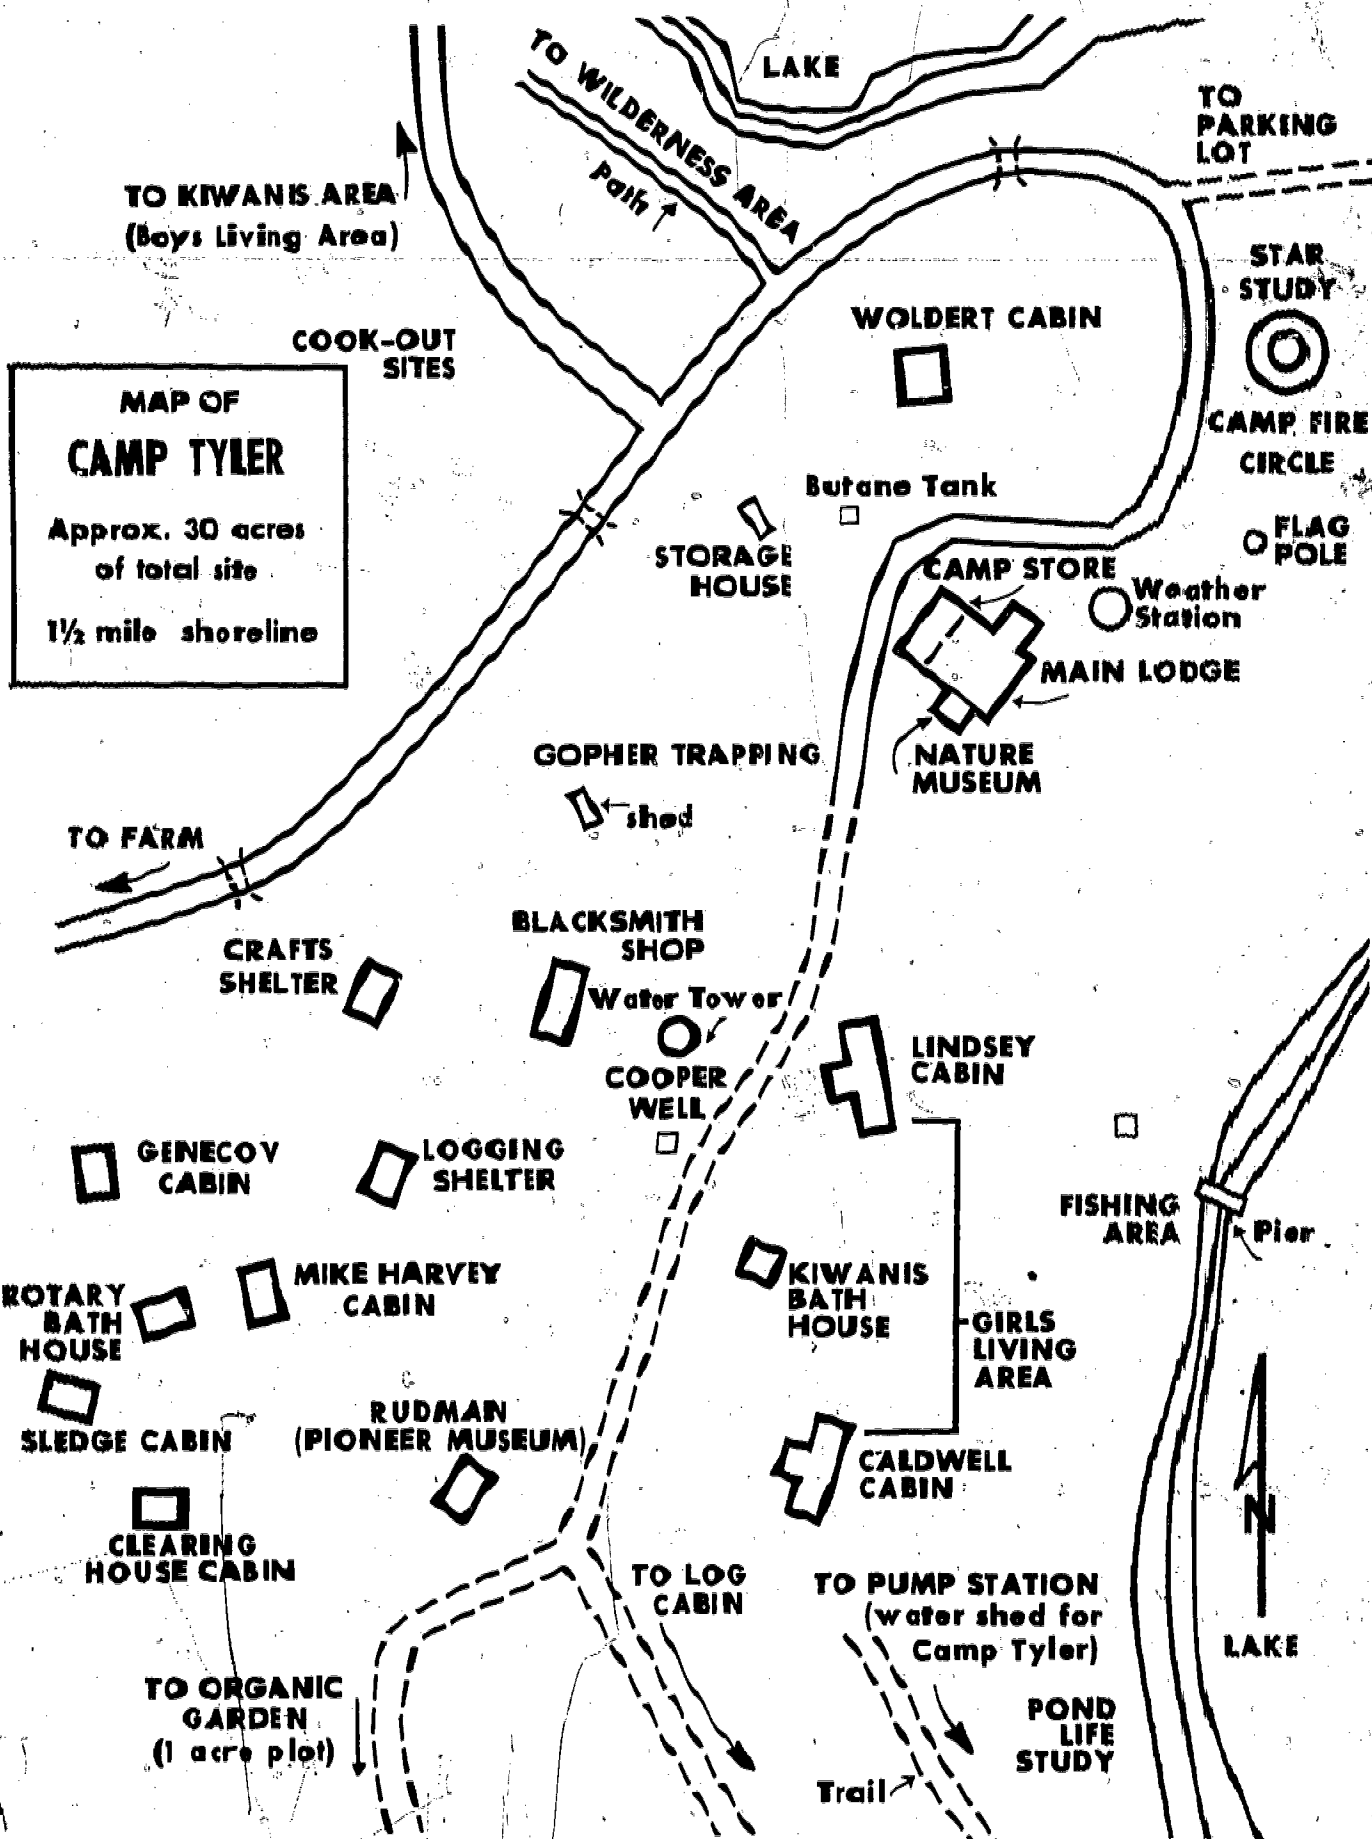 LAKE
TO WILDERNESS AREA
Path
TO
PARKING
LOT
TO KIWANIS AREA
(Boys Living Area)
STAR
STUDY
WOLDERT CABIN
COOK-OUT
SITES
MAP OF
CAMP TYLER
Approx. 30 acres
of total site
1½ mile shoreline
CAMP FIRE
CIRCLE
Butane Tank
FLAG
POLE
STORAGE
HOUSE
CAMP STORE
Weather
Station
MAIN LODGE
NATURE
MUSEUM
GOPHER TRAPPING
shed
TO FARM
BLACKSMITH
SHOP
CRAFTS
SHELTER
Water Tower
COOPER
WELL
LINDSEY
CABIN
GENECOV
CABIN
LOGGING
SHELTER
FISHING
AREA
Pier
MIKE HARVEY
CABIN
KIWANIS
BATH
HOUSE
ROTARY
BATH
HOUSE
GIRLS
LIVING
AREA
SLEDGE CABIN
RUDMAN
(PIONEER MUSEUM)
CALDWELL
CABIN
N
CLEARING
HOUSE CABIN
TO LOG
CABIN
TO PUMP STATION
(water shed for
Camp Tyler)
LAKE
TO ORGANIC
GARDEN
(1 acre plot)
POND
LIFE
STUDY
Trail